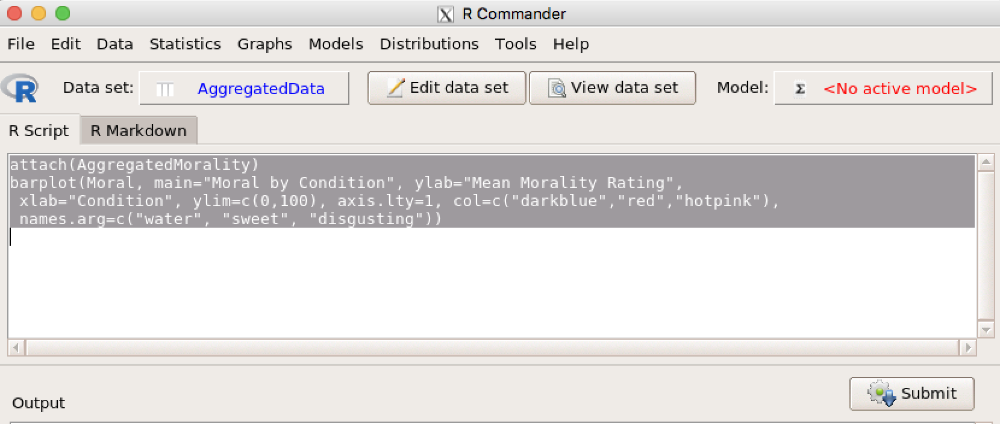 R Commander
File Edit Data Statistics Graphs Models Distributions Tools Help
R Data set: AggregatedData Edit data set View data set Model: Σ <No active model>
R Script R Markdown
attach(AggregatedMorality)
barplot(Moral, main="Moral by Condition", ylab="Mean Morality Rating",
 xlab="Condition", ylim=c(0,100), axis.lty=1, col=c("darkblue","red","hotpink"),
 names.arg=c("water", "sweet", "disgusting"))
Submit
Output